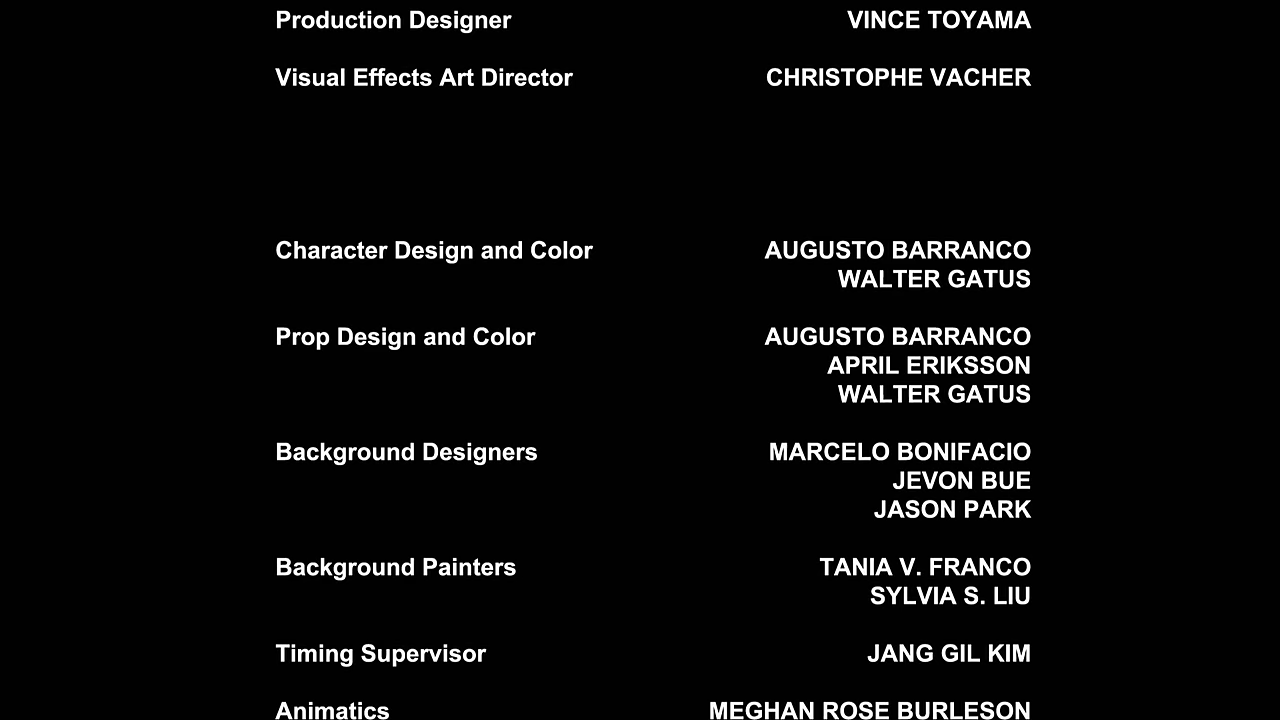 Production Designer VINCE TOYAMA
Visual Effects Art Director CHRISTOPHE VACHER
Character Design and Color AUGUSTO BARRANCO
WALTER GATUS
Prop Design and Color AUGUSTO BARRANCO
APRIL ERIKSSON
WALTER GATUS
Background Designers MARCELO BONIFACIO
JEVON BUE
JASON PARK
Background Painters TANIA V. FRANCO
SYLVIA S. LIU
Timing Supervisor JANG GIL KIM
Animatics MEGHAN ROSE BURLESON